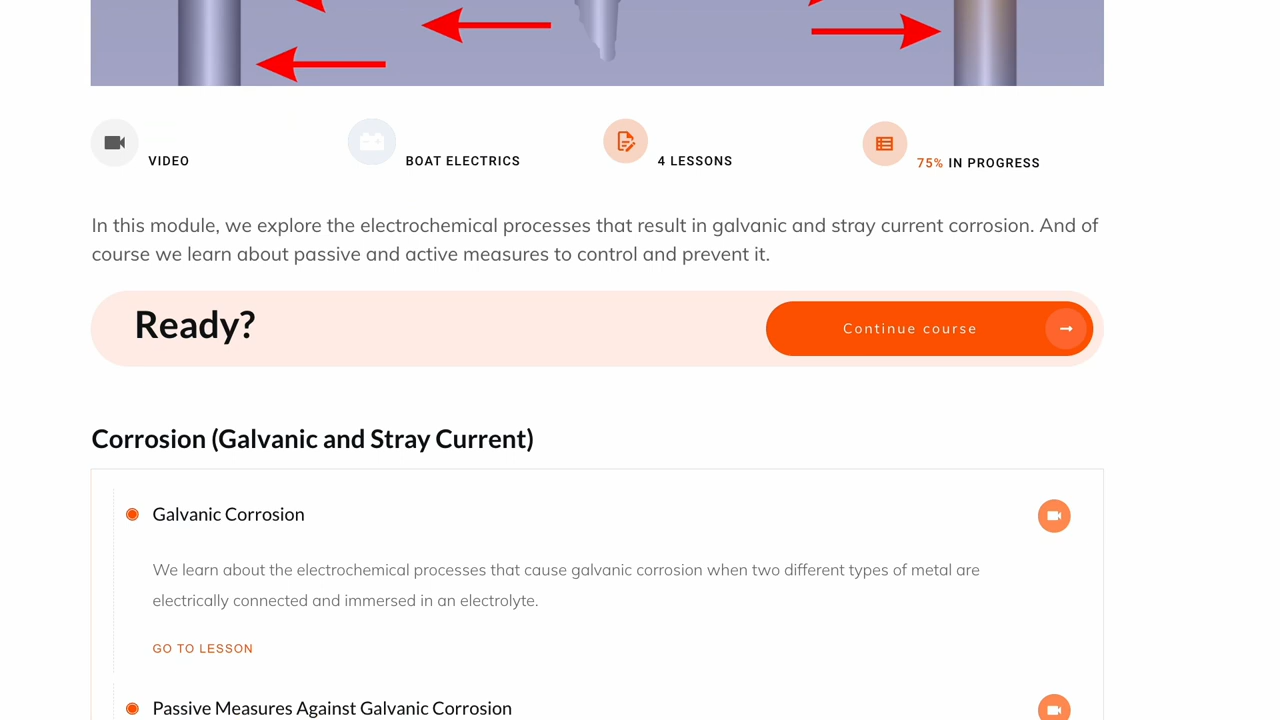 VIDEO
BOAT ELECTRICS
4 LESSONS
75% IN PROGRESS
In this module, we explore the electrochemical processes that result in galvanic and stray current corrosion. And of
course we learn about passive and active measures to control and prevent it.
Ready?
Continue course
Corrosion (Galvanic and Stray Current)
Galvanic Corrosion
We learn about the electrochemical processes that cause galvanic corrosion when two different types of metal are
electrically connected and immersed in an electrolyte.
GO TO LESSON
Passive Measures Against Galvanic Corrosion